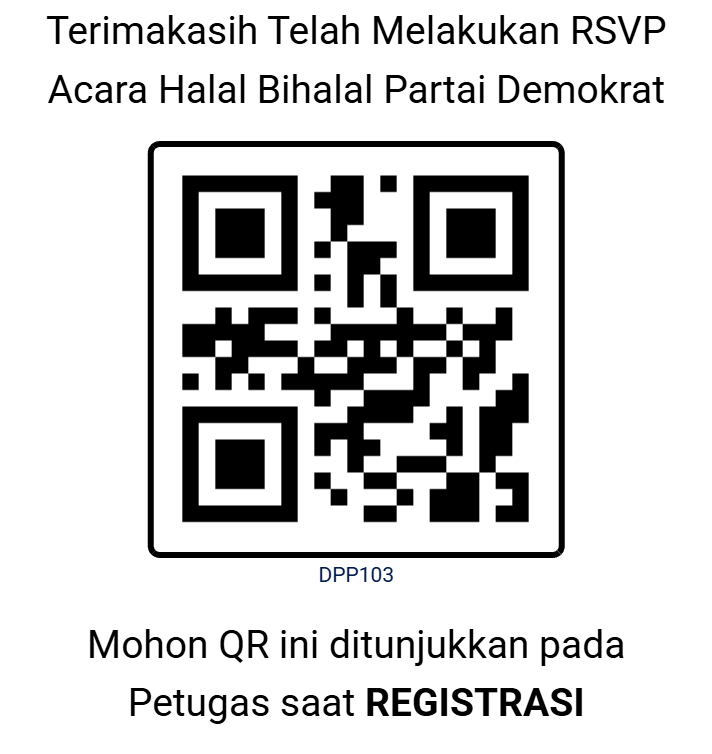 Terimakasih Telah Melakukan RSVP
Acara Halal Bihalal Partai Demokrat
DPP103
Mohon QR ini ditunjukkan pada
Petugas saat REGISTRASI